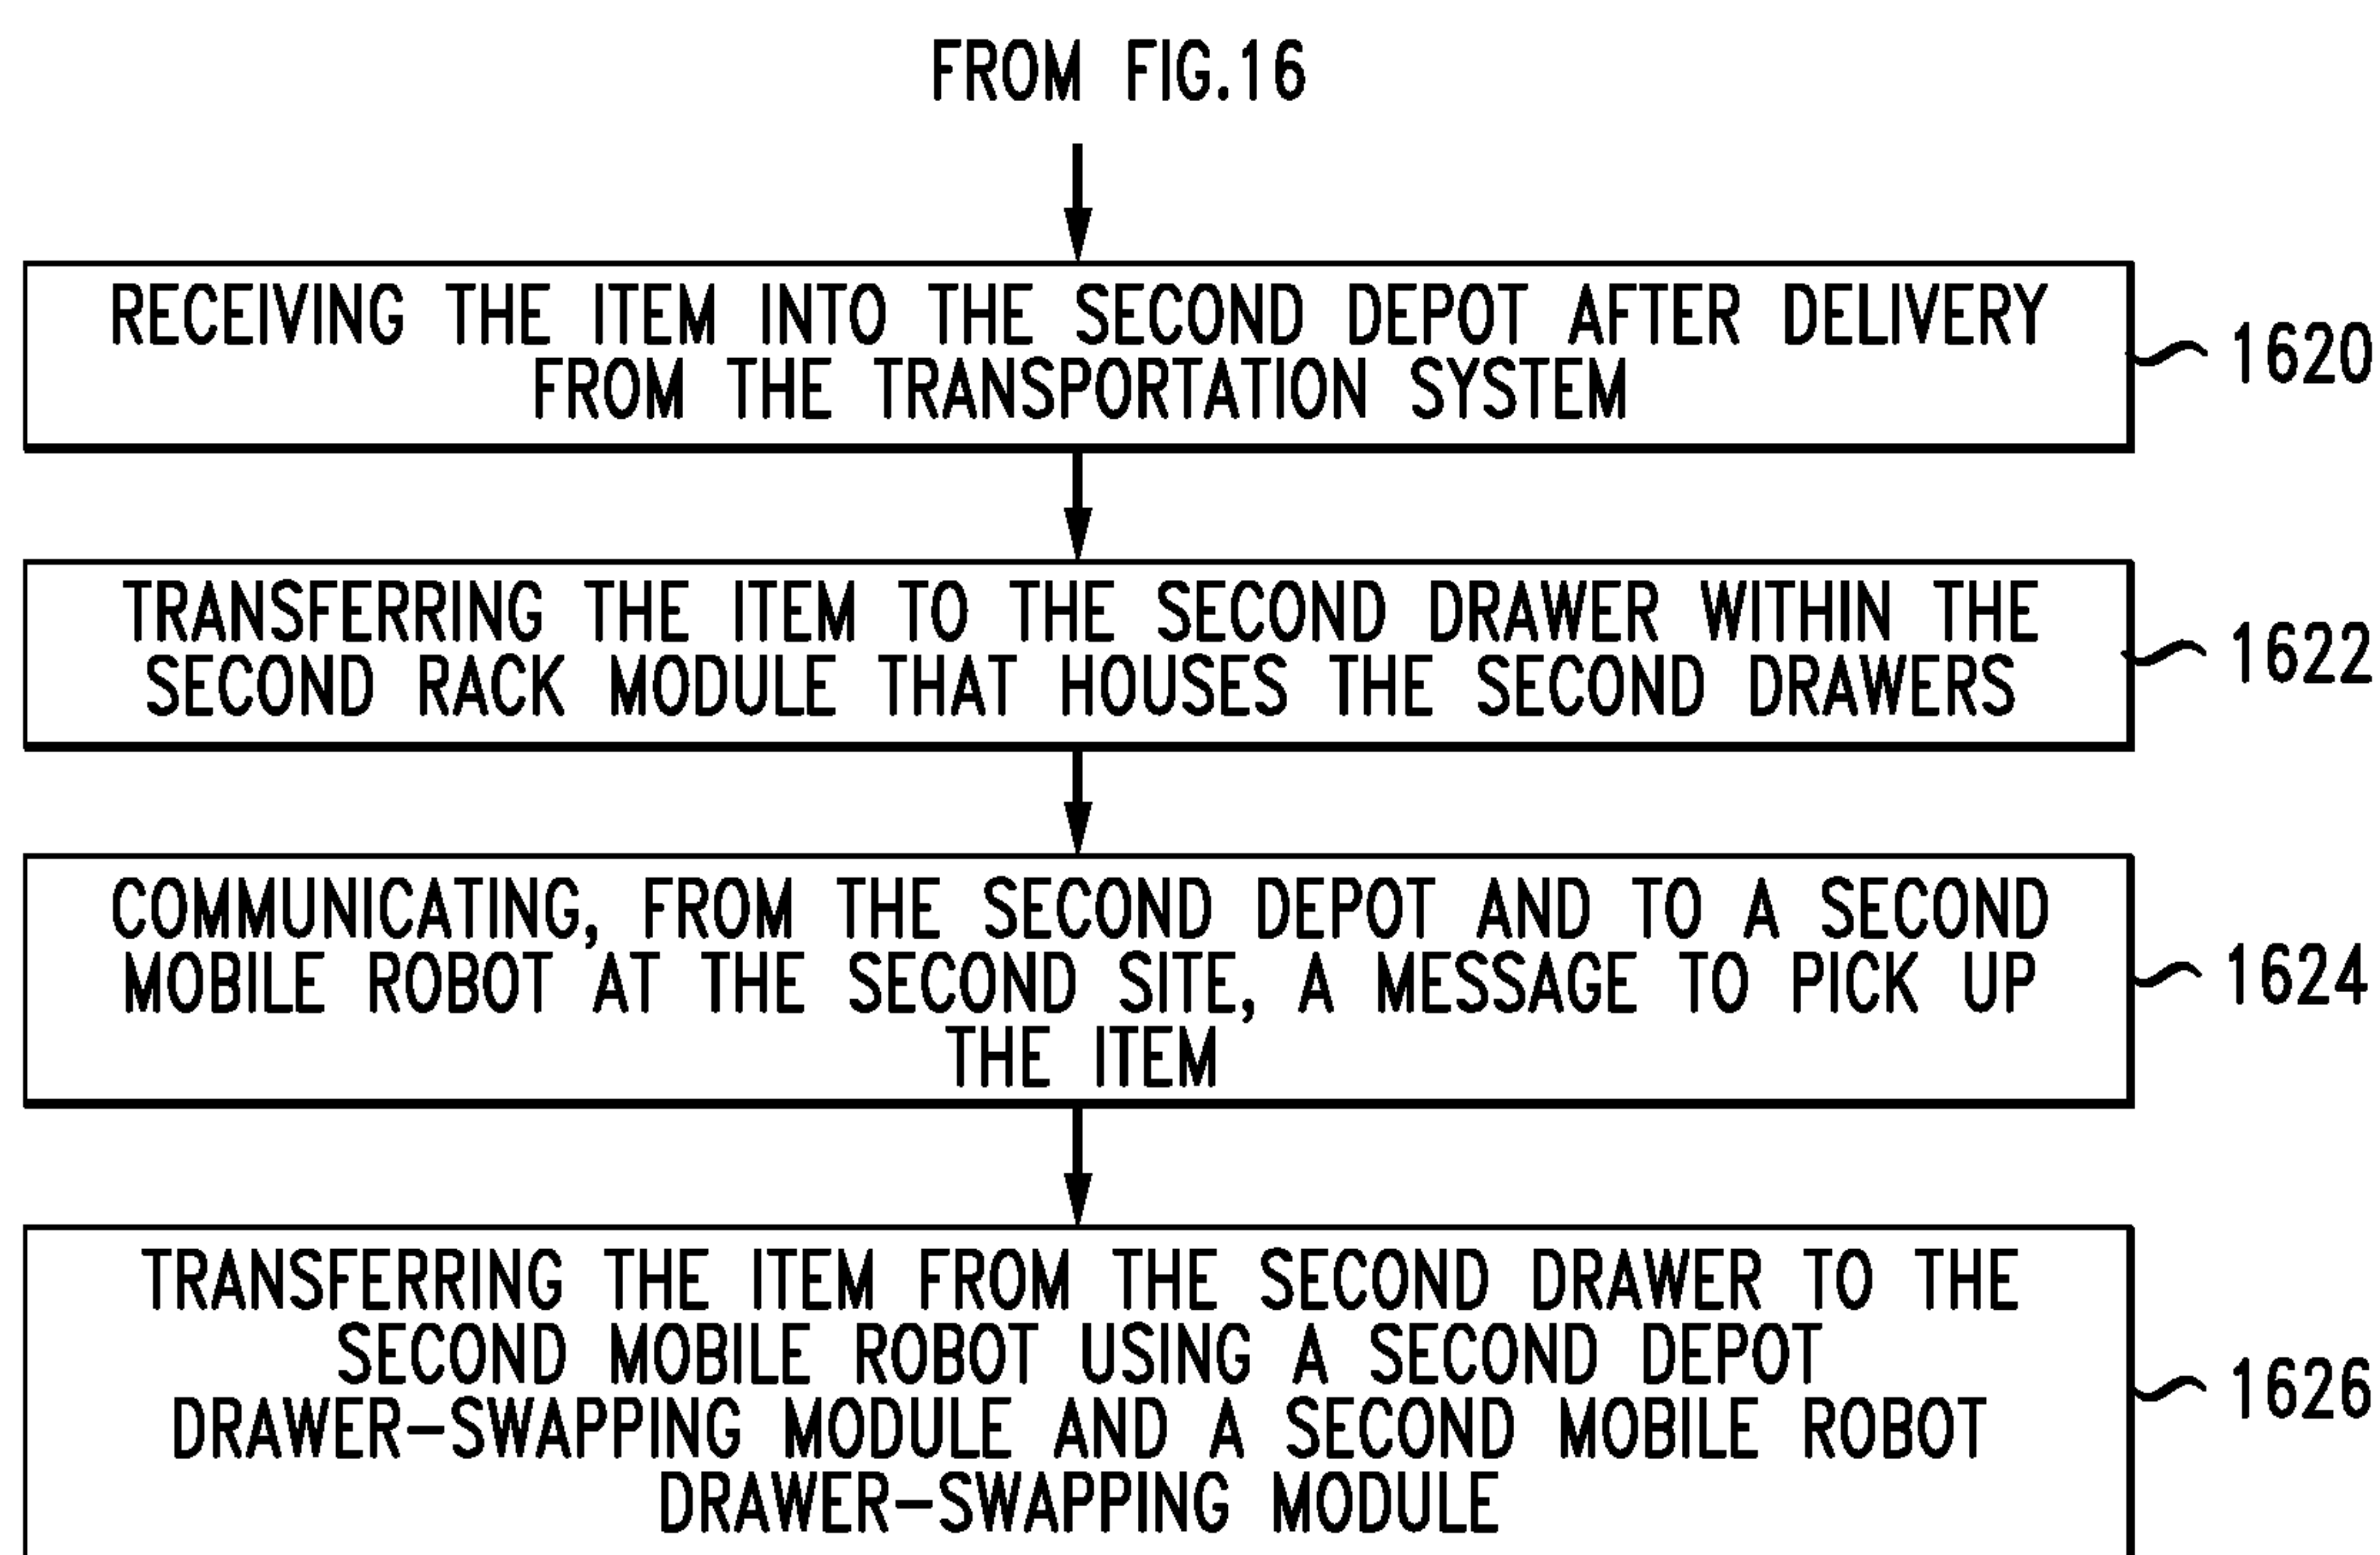 FROM FIG.16
RECEIVING THE ITEM INTO THE SECOND DEPOT AFTER DELIVERY
FROM THE TRANSPORTATION SYSTEM
1620
TRANSFERRING THE ITEM TO THE SECOND DRAWER WITHIN THE
SECOND RACK MODULE THAT HOUSES THE SECOND DRAWERS
1622
COMMUNICATING, FROM THE SECOND DEPOT AND TO A SECOND
MOBILE ROBOT AT THE SECOND SITE, A MESSAGE TO PICK UP
THE ITEM
1624
TRANSFERRING THE ITEM FROM THE SECOND DRAWER TO THE
SECOND MOBILE ROBOT USING A SECOND DEPOT
DRAWER-SWAPPING MODULE AND A SECOND MOBILE ROBOT
DRAWER-SWAPPING MODULE
1626